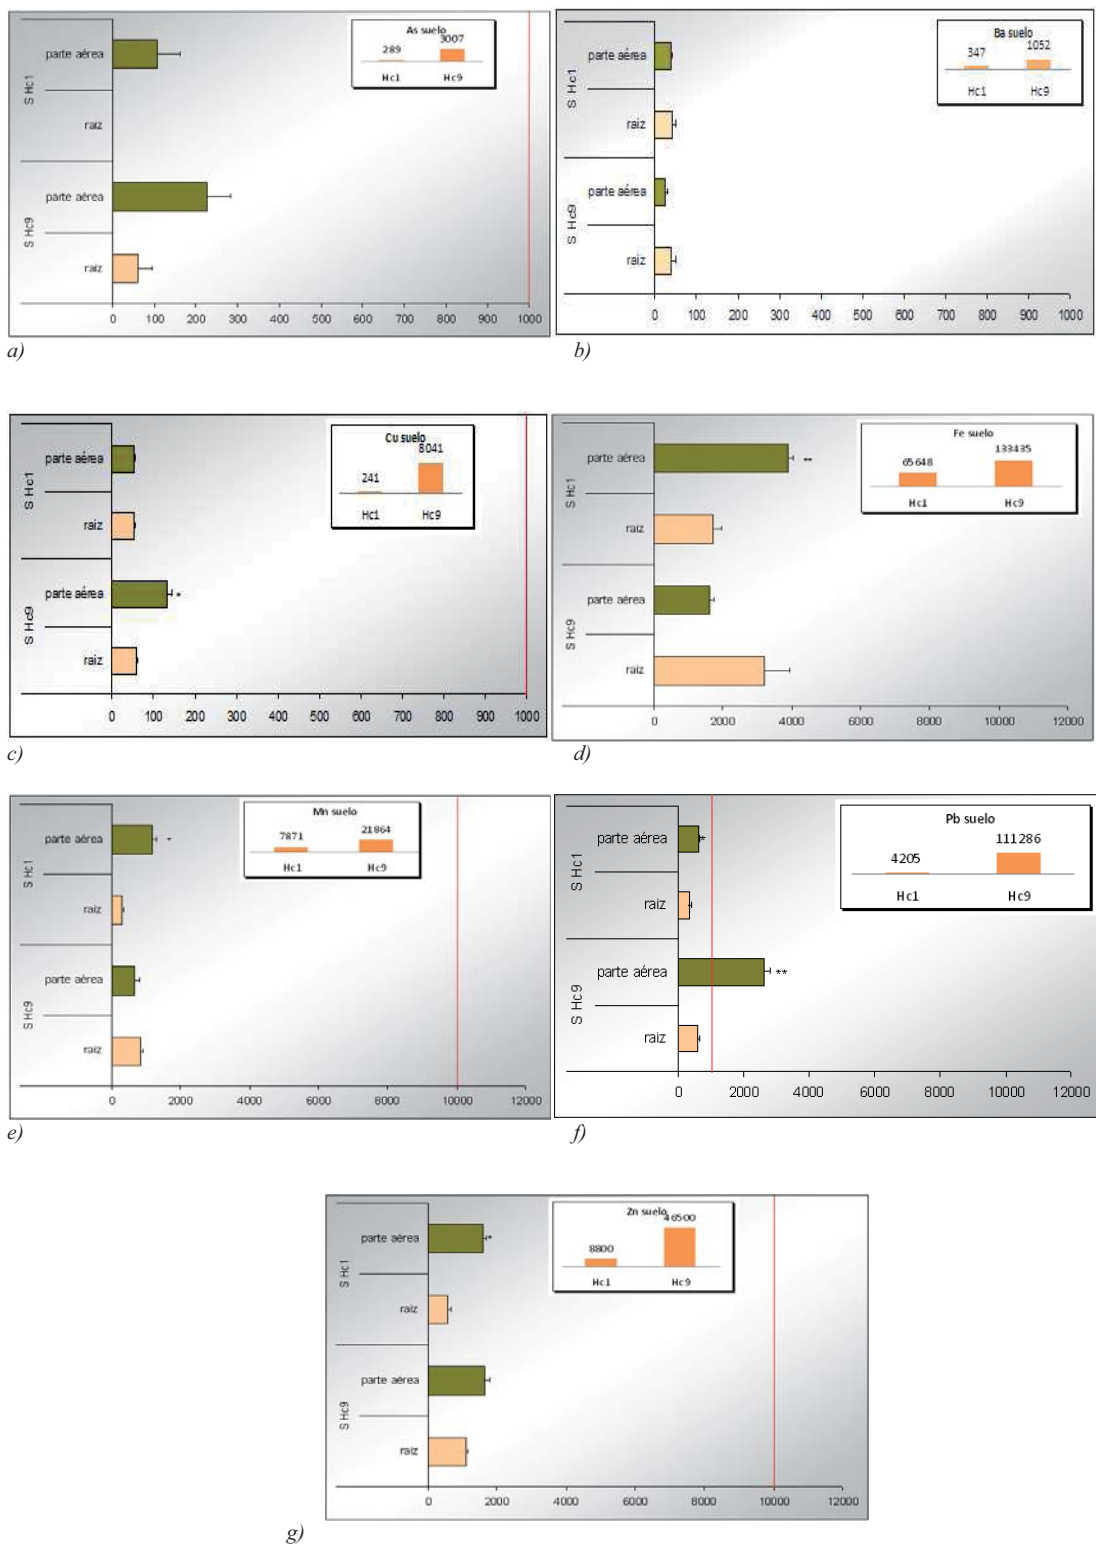 As suelo
289 3007
Hc1 Hc9
S Hc1
parte aérea
raiz
S Hc9
parte aérea
raiz
0 100 200 300 400 500 600 700 800 900 1000
a)
Ba suelo
347 1052
Hc1 Hc9
S Hc1
parte aérea
raiz
S Hc9
parte aérea
raiz
0 100 200 300 400 500 600 700 800 900 1000
b)
Cu suelo
241 8041
Hc1 Hc9
S Hc1
parte aérea
raiz
S Hc9
parte aérea *
raiz
0 100 200 300 400 500 600 700 800 900 1000
c)
Fe suelo
65648 133435
Hc1 Hc9
S Hc1
parte aérea **
raiz
S Hc9
parte aérea
raiz
0 2000 4000 6000 8000 10000 12000
d)
Mn suelo
7871 21864
Hc1 Hc9
S Hc1
parte aérea *
raiz
S Hc9
parte aérea
raiz
0 2000 4000 6000 8000 10000 12000
e)
Pb suelo
4205 111286
Hc1 Hc9
S Hc1
parte aérea *
raiz
S Hc9
parte aérea **
raiz
0 2000 4000 6000 8000 10000 12000
f)
Zn suelo
8800 46500
Hc1 Hc9
S Hc1
parte aérea *
raiz
S Hc9
parte aérea
raiz
0 2000 4000 6000 8000 10000 12000
g)